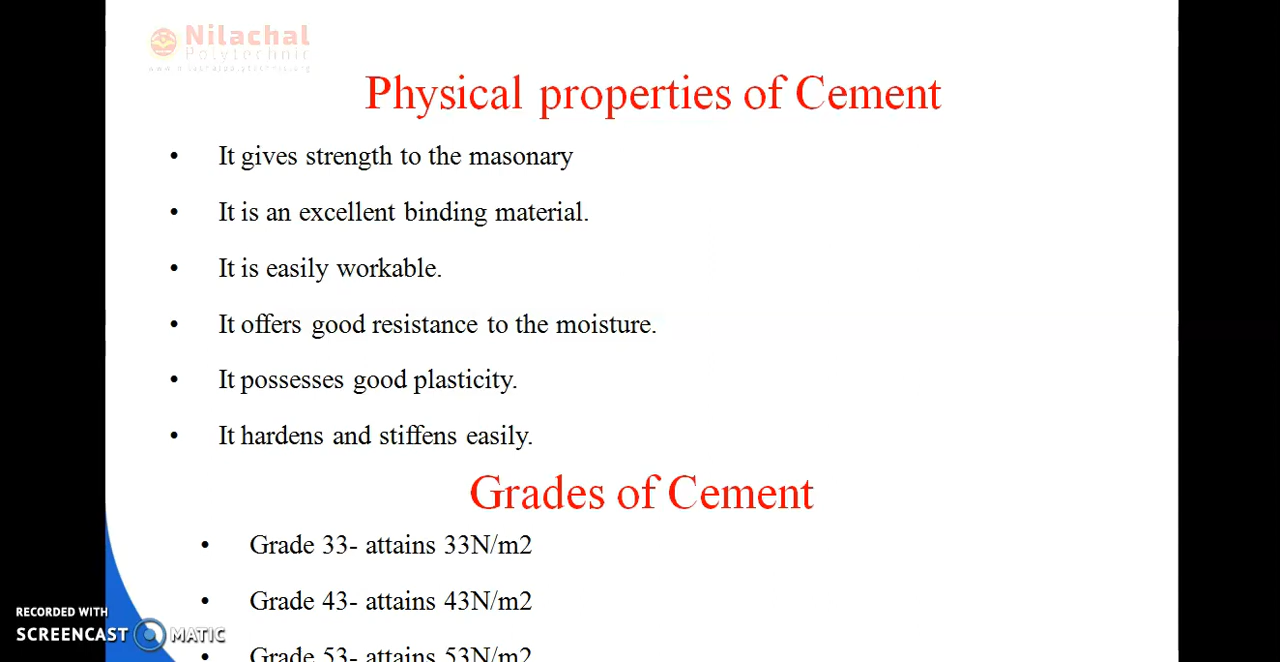 Nilachal
Polytechnic
Physical properties of Cement
• It gives strength to the masonary
• It is an excellent binding material.
• It is easily workable.
• It offers good resistance to the moisture.
• It possesses good plasticity.
• It hardens and stiffens easily.
Grades of Cement
• Grade 33- attains 33N/m2
• Grade 43- attains 43N/m2
• Grade 53- attains 53N/m2
RECORDED WITH
SCREENCAST MATIC